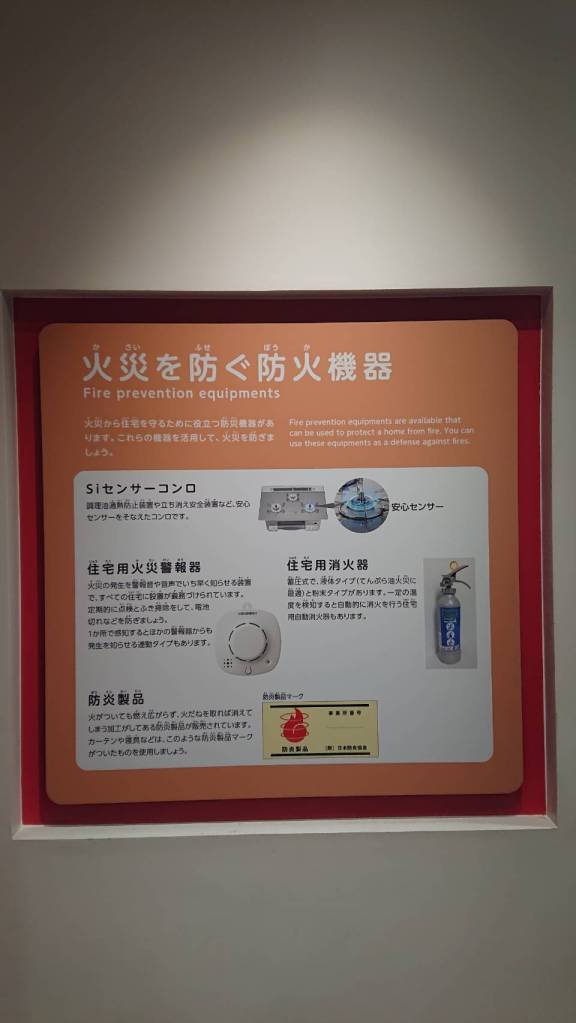 火災を防ぐ防火機器
Fire prevention equipments
火災から住宅を守るために役立つ防災機器があ
ります。これらの機器を活用して、火災を防ぎま
しょう。
Fire prevention equipments are available that
can be used to protect a home from fire. You can
use these equipments as a defense against fires.
Siセンサーコンロ
調理油過熱防止装置や立ち消え安全装置など、安心
センサーをそなえたコンロです。
安心センサー
住宅用火災警報器
火災の発生を警報音や音声でいち早く知らせる装置
で、すべての住宅に設置が義務づけられています。
定期的に点検とふき掃除をして、電池
切れなどを防ぎましょう。
1か所で感知するとほかの警報器からも
発生を知らせる連動タイプもあります。
住宅用消火器
蓄圧式で、液体タイプ(てんぷら油火災に
最適)と粉末タイプがあります。一定の温
度を検知すると自動的に消火を行う住宅
用自動消火器もあります。
防炎製品
火がついても燃え広がらず、火だねを取れば消えて
しまう加工がしてある防炎製品が販売されています。
カーテンや寝具などは、このような防炎製品マーク
がついたものを使用しましょう。
防炎製品マーク
事業所番号
防炎製品
(財)日本防炎協会